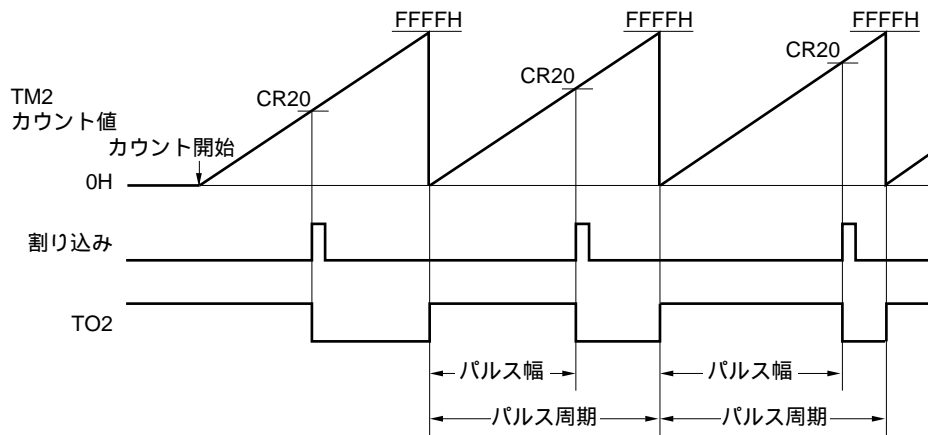 FFFFH
FFFFH
FFFFH
CR20
CR20
CR20
TM2
カウント値
カウント開始
0H
割り込み
TO2
パルス幅
パルス幅
パルス周期
パルス周期